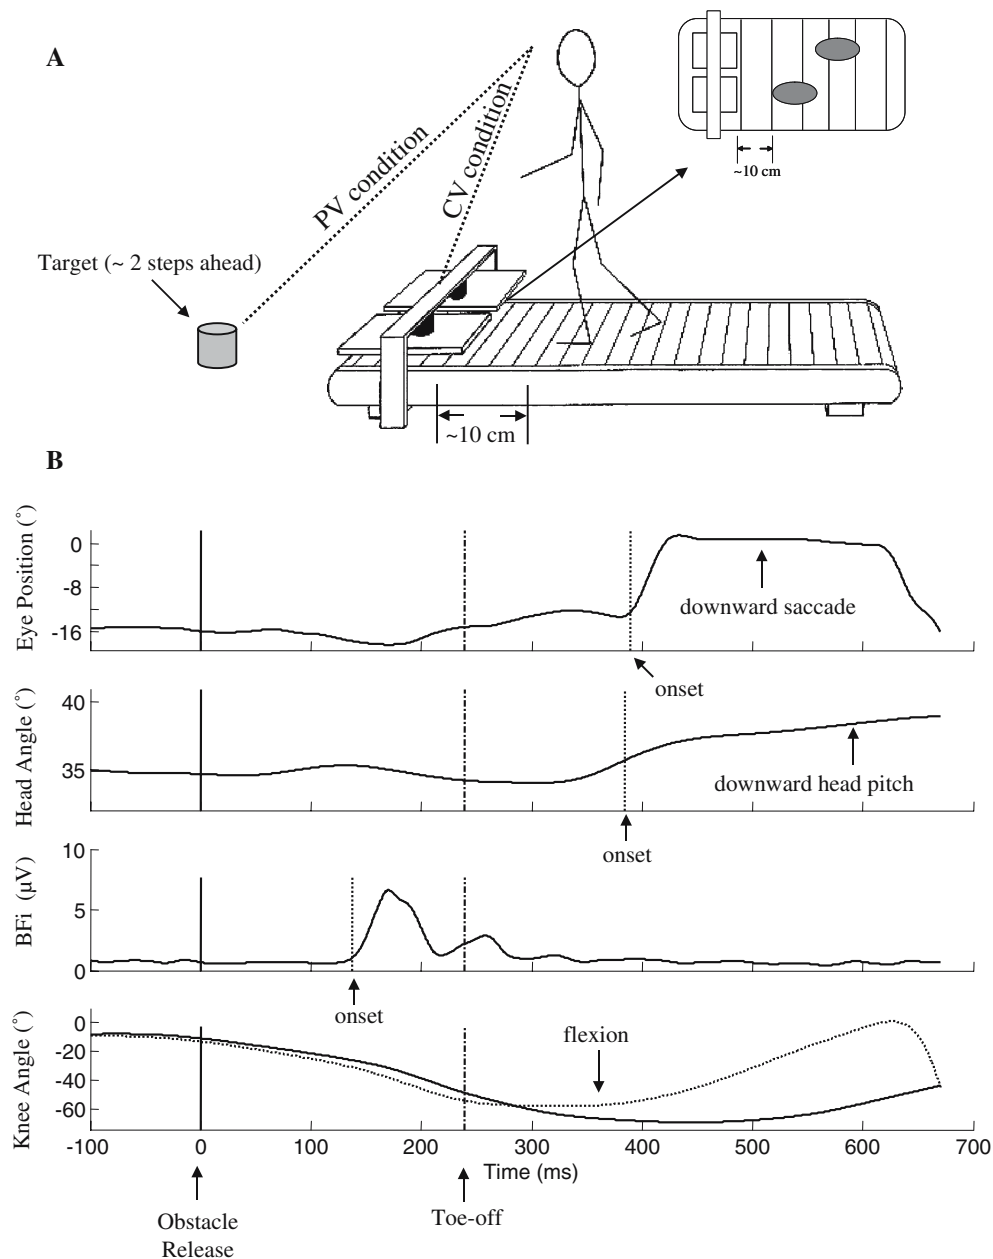 A
PV condition
CV condition
~10 cm
Target (~ 2 steps ahead)
~10 cm
B
Eye Position (°)
0
-8
-16
downward saccade
onset
Head Angle (°)
40
35
downward head pitch
onset
BFi (µV)
10
5
0
onset
Knee Angle (°)
0
-20
-40
-60
flexion
-100 0 100 200 300 400 500 600 700
Time (ms)
Obstacle
Release
Toe-off